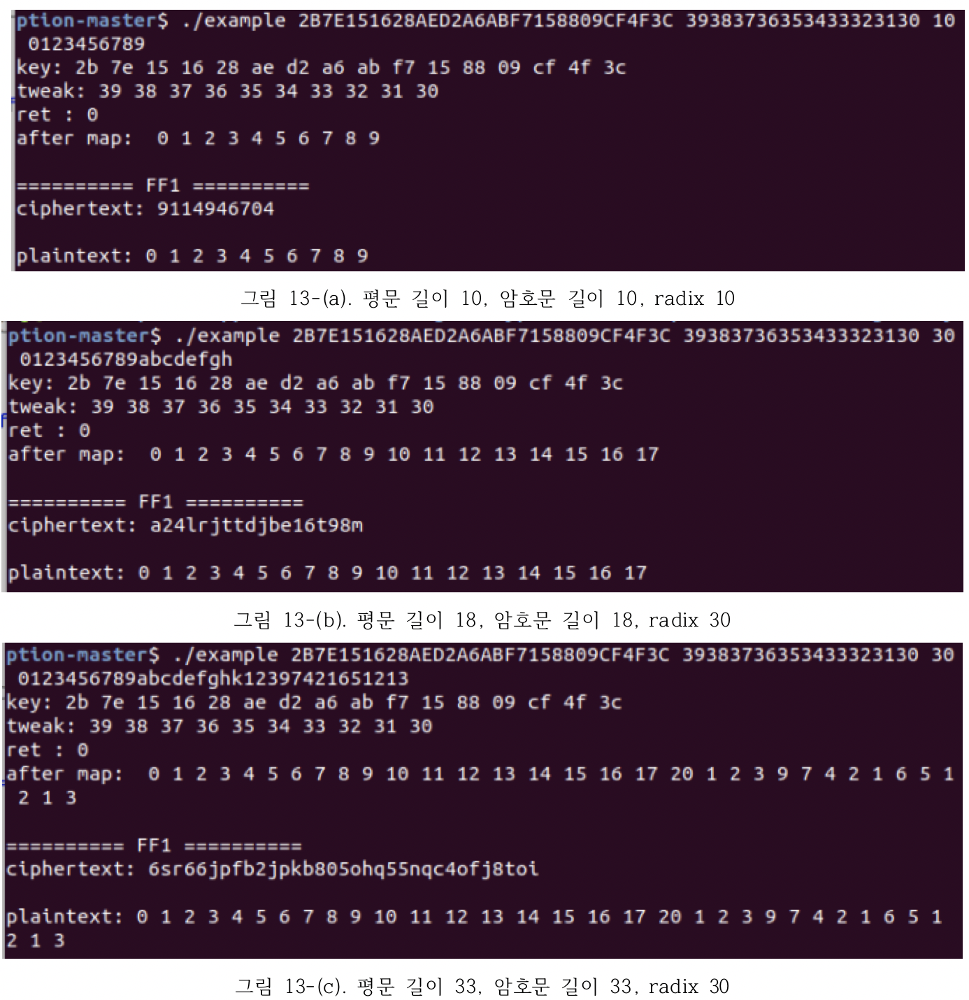 ption-master$ ./example 2B7E151628AED2A6ABF7158809CF4F3C 39383736353433323130 10
0123456789
key: 2b 7e 15 16 28 ae d2 a6 ab f7 15 88 09 cf 4f 3c
tweak: 39 38 37 36 35 34 33 32 31 30
ret : 0
after map:  0 1 2 3 4 5 6 7 8 9
========== FF1 ==========
ciphertext: 9114946704
plaintext: 0 1 2 3 4 5 6 7 8 9
그림 13-(a). 평문 길이 10, 암호문 길이 10, radix 10
ption-master$ ./example 2B7E151628AED2A6ABF7158809CF4F3C 39383736353433323130 30
0123456789abcdefgh
key: 2b 7e 15 16 28 ae d2 a6 ab f7 15 88 09 cf 4f 3c
tweak: 39 38 37 36 35 34 33 32 31 30
ret : 0
after map:  0 1 2 3 4 5 6 7 8 9 10 11 12 13 14 15 16 17
========== FF1 ==========
ciphertext: a24lrjttdjbe16t98m
plaintext: 0 1 2 3 4 5 6 7 8 9 10 11 12 13 14 15 16 17
그림 13-(b). 평문 길이 18, 암호문 길이 18, radix 30
ption-master$ ./example 2B7E151628AED2A6ABF7158809CF4F3C 39383736353433323130 30
0123456789abcdefghk12397421651213
key: 2b 7e 15 16 28 ae d2 a6 ab f7 15 88 09 cf 4f 3c
tweak: 39 38 37 36 35 34 33 32 31 30
ret : 0
after map:  0 1 2 3 4 5 6 7 8 9 10 11 12 13 14 15 16 17 20 1 2 3 9 7 4 2 1 6 5 1
2 1 3
========== FF1 ==========
ciphertext: 6sr66jpfb2jpkb805ohq55nqc4ofj8toi
plaintext: 0 1 2 3 4 5 6 7 8 9 10 11 12 13 14 15 16 17 20 1 2 3 9 7 4 2 1 6 5 1
2 1 3
그림 13-(c). 평문 길이 33, 암호문 길이 33, radix 30